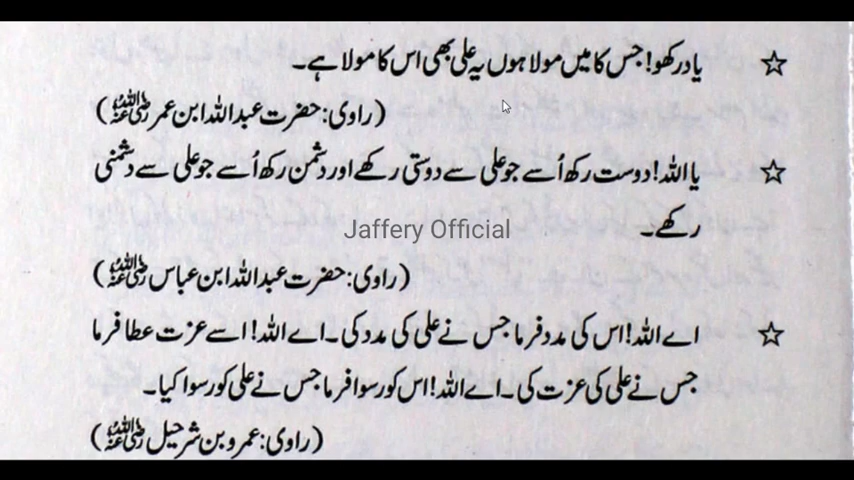 ☆ یاد رکھو! جس کا میں مولا ہوں یہ علی بھی اس کا مولا ہے۔
(راوی: حضرت عبداللہ ابن عمر رضی اللہ عنہ)
☆ یا اللہ! دوست رکھ اُسے جو علی سے دوستی رکھے اور دشمن رکھ اُسے جو علی سے دشمنی
رکھے۔
Jaffery Official
(راوی: حضرت عبداللہ ابن عباس رضی اللہ عنہ)
☆ اے اللہ! اس کی مدد فرما جس نے علی کی مدد کی۔ اے اللہ! اسے عزت عطا فرما
جس نے علی کی عزت کی۔ اے اللہ! اس کو رسوا فرما جس نے علی کو رسوا کیا۔
(راوی: عمرو بن شرحیل رضی اللہ عنہ)